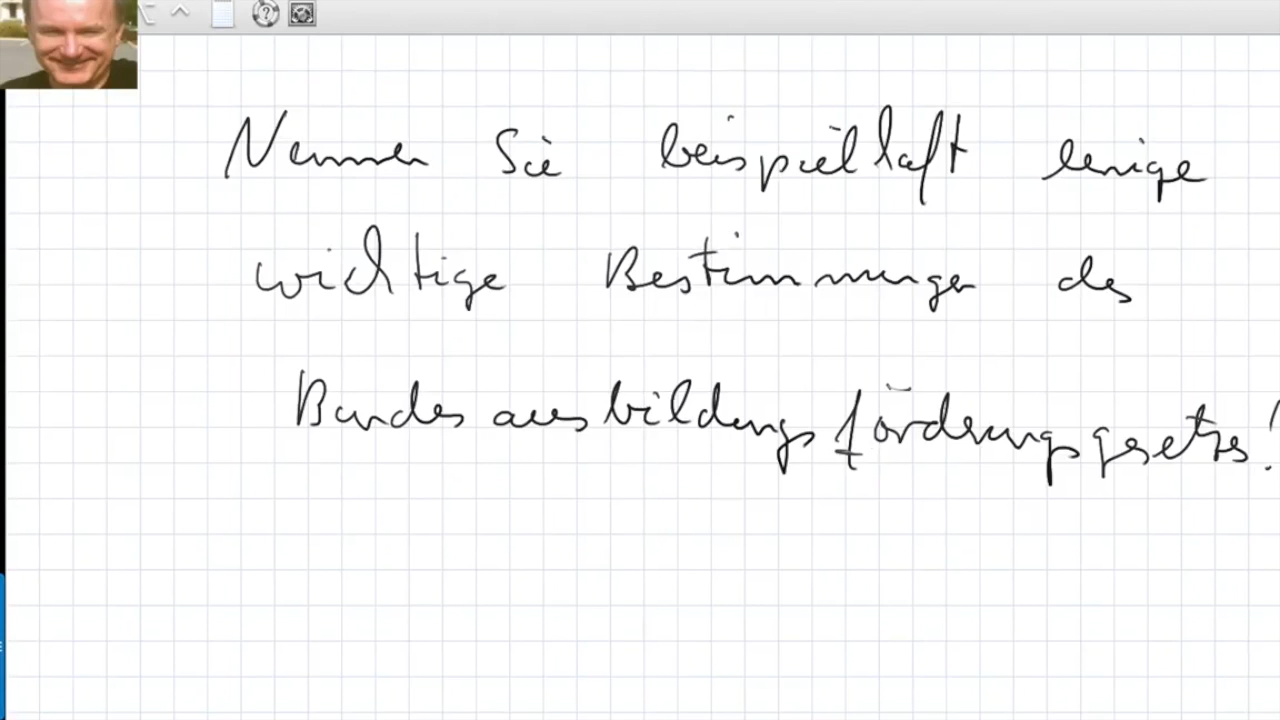 Nennen Sie beispielhaft einige
wichtige Bestimmungen des
Bundesausbildungsförderungsgesetzes!